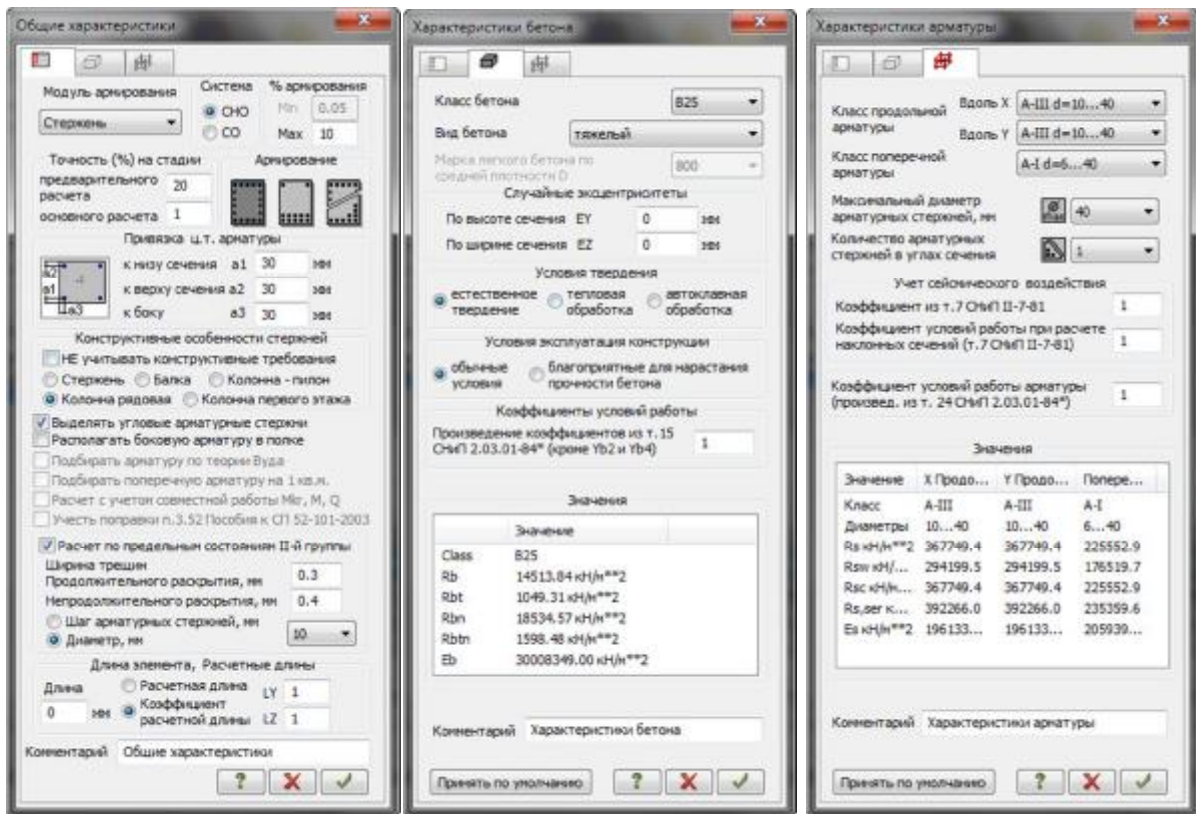 Общие характеристики
Модуль армирования
Стержень
Система
СНО
СО
% армирования
Min 0.05
Max 10
Точность (%) на стадии
предварительного расчета 20
основного расчета 1
Армирование
Привязка ц.т. арматуры
a2
a1
a3
к низу сечения a1 30 мм
к верху сечения a2 30 мм
к боку a3 30 мм
Конструктивные особенности стержней
НЕ учитывать конструктивные требования
Стержень Балка Колонна - пилон
Колонна рядовая Колонна первого этажа
Выделять угловые арматурные стержни
Располагать боковую арматуру в полке
Подбирать арматуру по теории Вуда
Подбирать поперечную арматуру на 1 кв.м.
Расчет с учетом совместной работы Mkr, M, Q
Учесть поправки п.3.52 Пособия к СП 52-101-2003
Расчет по предельным состояниям II-й группы
Ширина трещин
Продолжительного раскрытия, мм 0.3
Непродолжительного раскрытия, мм 0.4
Шаг арматурных стержней, мм
Диаметр, мм
10
Длина элемента, Расчетные длины
Длина
0 мм
Расчетная длина
Коэффициент
расчетной длины
LY 1
LZ 1
Комментарий Общие характеристики
?
Характеристики бетона
Класс бетона B25
Вид бетона тяжелый
Марка легкого бетона по
средней плотности D 800
Случайные эксцентриситеты
По высоте сечения EY 0 мм
По ширине сечения EZ 0 мм
Условия твердения
естественное
твердение
тепловая
обработка
автоклавная
обработка
Условия эксплуатация конструкции
обычные
условия
благоприятные для нарастания
прочности бетона
Коэффициенты условий работы
Произведение коэффициентов из т.15
СНиП 2.03.01-84* (кроме Yb2 и Yb4) 1
Значения
Значение
Class B25
Rb 14513.84 кН/м**2
Rbt 1049.31 кН/м**2
Rbn 18534.57 кН/м**2
Rbtn 1598.48 кН/м**2
Eb 30008349.00 кН/м**2
Комментарий Характеристики бетона
Принять по умолчанию ?
Характеристики арматуры
Класс продольной
арматуры
Вдоль X A-III d=10...40
Вдоль Y A-III d=10...40
Класс поперечной
арматуры A-I d=6...40
Максимальный диаметр
арматурных стержней, мм 40
Количество арматурных
стержней в углах сечения 1
Учет сейсмического воздействия
Коэффициент из т.7 СНиП II-7-81 1
Коэффициент условий работы при расчете
наклонных сечений (т.7 СНиП II-7-81) 1
Коэффициент условий работы арматуры
(произвед. из т. 24 СНиП 2.03.01-84*) 1
Значения
Значение X Продо... Y Продо... Попере...
Класс A-III A-III A-I
Диаметры 10...40 10...40 6...40
Rs кН/м**2 367749.4 367749.4 225552.9
Rsw кН/... 294199.5 294199.5 176519.7
Rsc кН/м... 367749.4 367749.4 225552.9
Rs,ser к... 392266.0 392266.0 235359.6
Es кН/м**2 196133... 196133... 205939...
Комментарий Характеристики арматуры
Принять по умолчанию ?